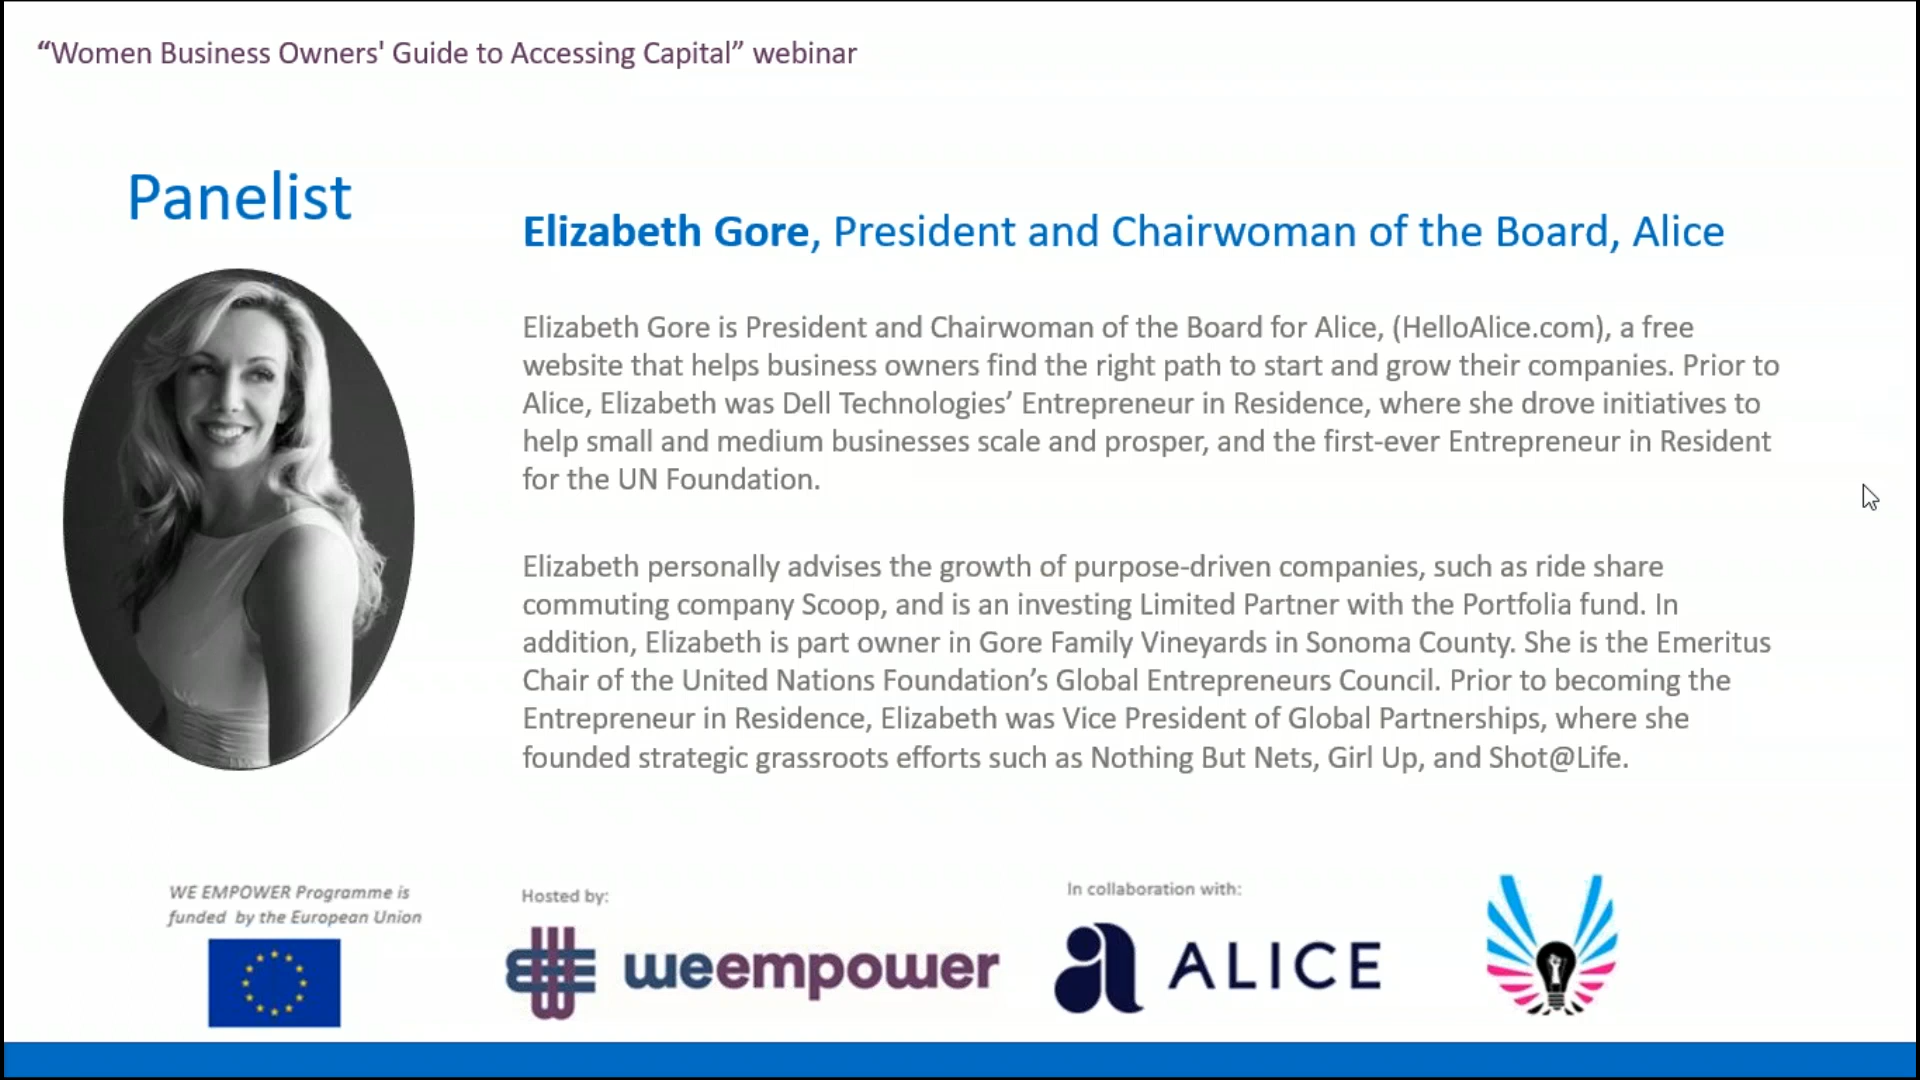 “Women Business Owners' Guide to Accessing Capital” webinar
Panelist
Elizabeth Gore, President and Chairwoman of the Board, Alice
Elizabeth Gore is President and Chairwoman of the Board for Alice, (HelloAlice.com), a free
website that helps business owners find the right path to start and grow their companies. Prior to
Alice, Elizabeth was Dell Technologies’ Entrepreneur in Residence, where she drove initiatives to
help small and medium businesses scale and prosper, and the first-ever Entrepreneur in Resident
for the UN Foundation.
Elizabeth personally advises the growth of purpose-driven companies, such as ride share
commuting company Scoop, and is an investing Limited Partner with the Portfolia fund. In
addition, Elizabeth is part owner in Gore Family Vineyards in Sonoma County. She is the Emeritus
Chair of the United Nations Foundation’s Global Entrepreneurs Council. Prior to becoming the
Entrepreneur in Residence, Elizabeth was Vice President of Global Partnerships, where she
founded strategic grassroots efforts such as Nothing But Nets, Girl Up, and Shot@Life.
WE EMPOWER Programme is
funded by the European Union
Hosted by:
weempower
In collaboration with:
a ALICE